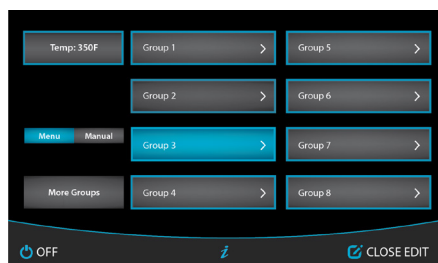 Temp: 350F
Group 1
Group 5
Group 2
Group 6
Menu Manual
Group 3
Group 7
More Groups
Group 4
Group 8
OFF
i
CLOSE EDIT